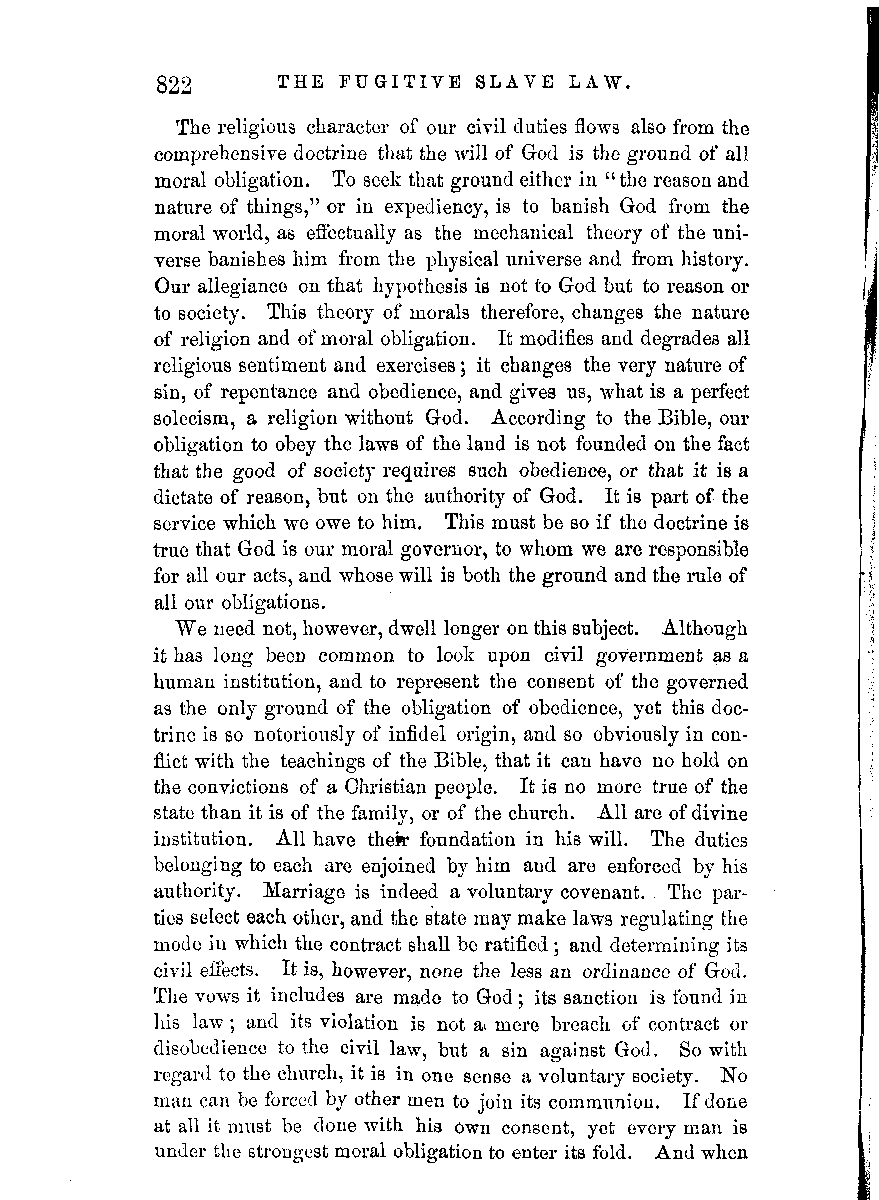 822 THE FUGITIVE SLAVE LAW.
The religious character of our civil duties flows also from the
comprehensive doctrine that the will of God is the ground of all
moral obligation. To seek that ground either in "the reason and
nature of things," or in expediency, is to banish God from the
moral world, as effectually as the mechanical theory of the uni-
verse banishes him from the physical universe and from history.
Our allegiance on that hypothesis is not to God but to reason or
to society. This theory of morals therefore, changes the nature
of religion and of moral obligation. It modifies and degrades all
religious sentiment and exercises; it changes the very nature of
sin, of repentance and obedience, and gives us, what is a perfect
solecism, a religion without God. According to the Bible, our
obligation to obey the laws of the land is not founded on the fact
that the good of society requires such obedience, or that it is a
dictate of reason, but on the authority of God. It is part of the
service which we owe to him. This must be so if the doctrine is
true that God is our moral governor, to whom we are responsible
for all our acts, and whose will is both the ground and the rule of
all our obligations.
We need not, however, dwell longer on this subject. Although
it has long been common to look upon civil government as a
human institution, and to represent the consent of the governed
as the only ground of the obligation of obedience, yet this doc-
trine is so notoriously of infidel origin, and so obviously in con-
flict with the teachings of the Bible, that it can have no hold on
the convictions of a Christian people. It is no more true of the
state than it is of the family, or of the church. All are of divine
institution. All have their foundation in his will. The duties
belonging to each are enjoined by him and are enforced by his
authority. Marriage is indeed a voluntary covenant. The par-
ties select each other, and the state may make laws regulating the
mode in which the contract shall be ratified; and determining its
civil effects. It is, however, none the less an ordinance of God.
The vows it includes are made to God; its sanction is found in
his law; and its violation is not a mere breach of contract or
disobedience to the civil law, but a sin against God. So with
regard to the church, it is in one sense a voluntary society. No
man can be forced by other men to join its communion. If done
at all it must be done with his own consent, yet every man is
under the strongest moral obligation to enter its fold. And when